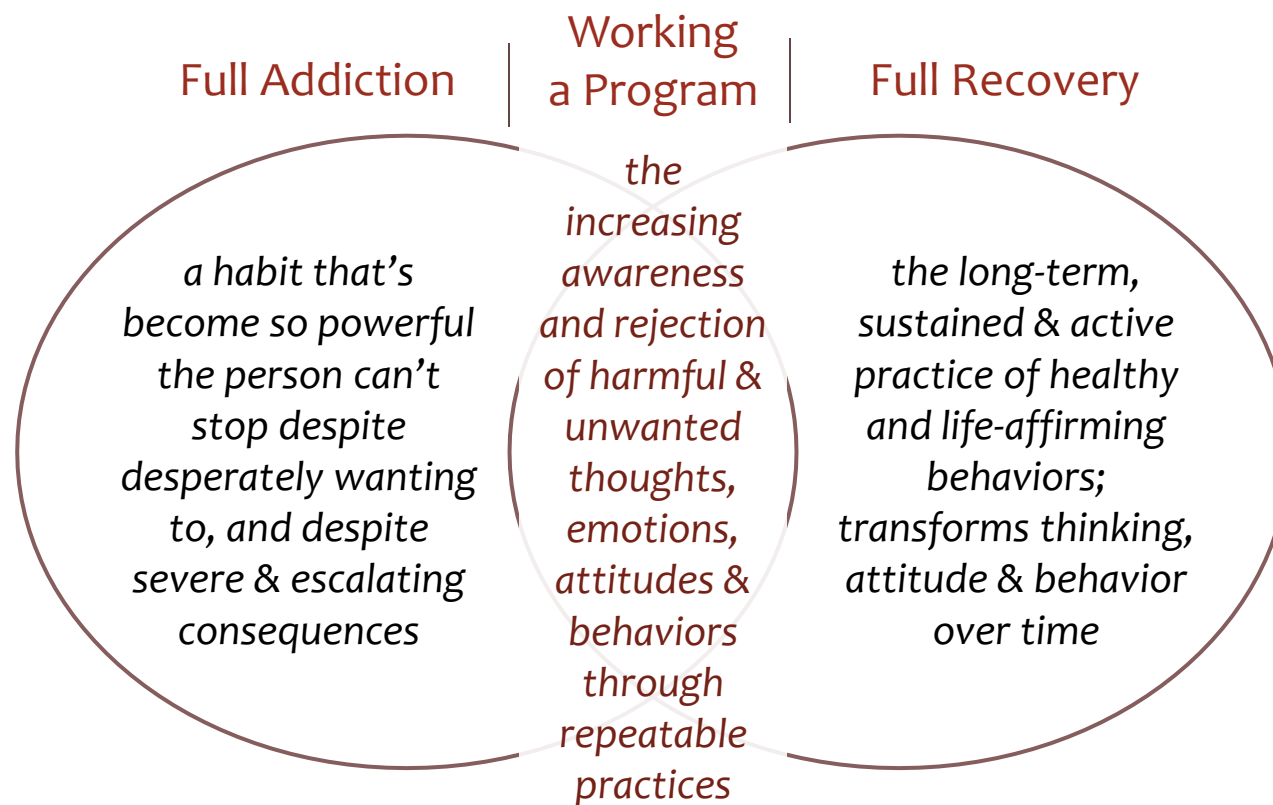 Full Addiction
Working
a Program
Full Recovery
a habit that's
become so powerful
the person can't
stop despite
desperately wanting
to, and despite
severe & escalating
consequences
the
increasing
awareness
and rejection
of harmful &
unwanted
thoughts,
emotions,
attitudes &
behaviors
through
repeatable
practices
the long-term,
sustained & active
practice of healthy
and life-affirming
behaviors;
transforms thinking,
attitude & behavior
over time